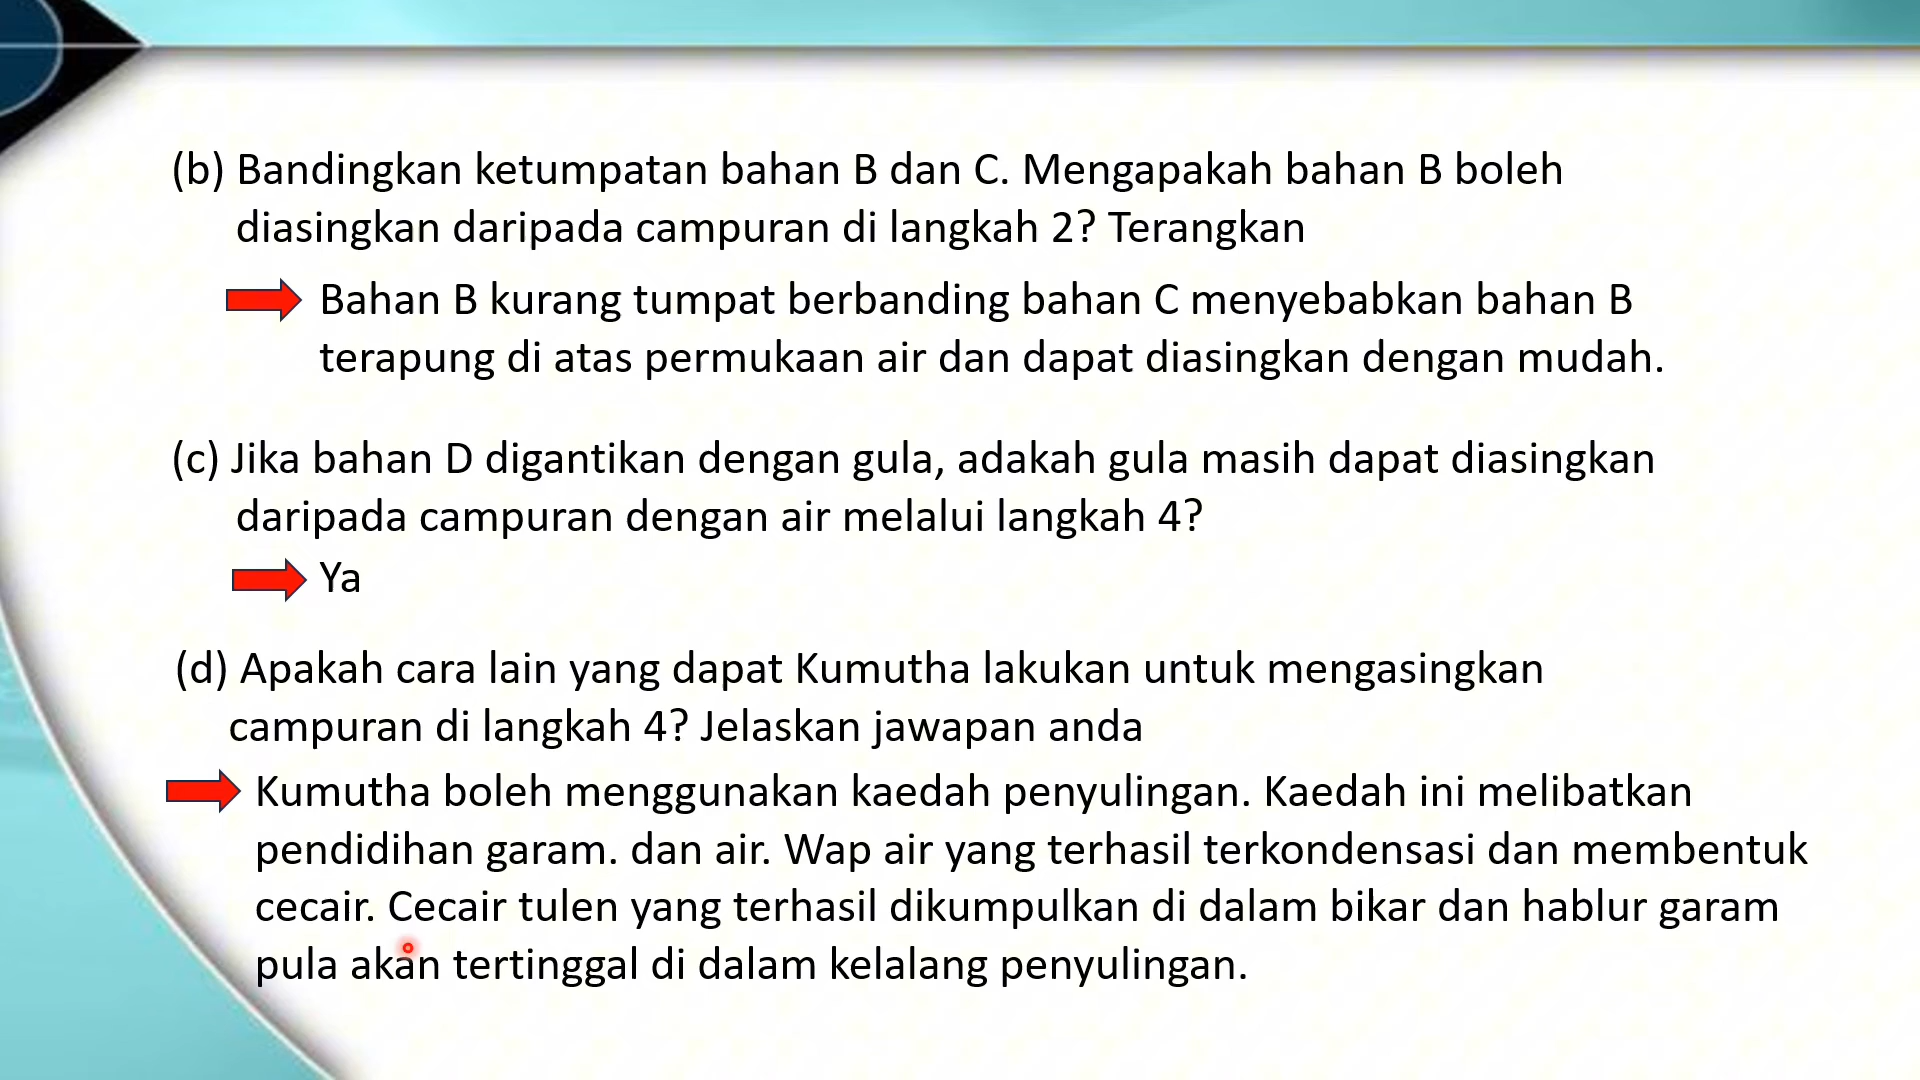 (b) Bandingkan ketumpatan bahan B dan C. Mengapakah bahan B boleh
diasingkan daripada campuran di langkah 2? Terangkan
Bahan B kurang tumpat berbanding bahan C menyebabkan bahan B
terapung di atas permukaan air dan dapat diasingkan dengan mudah.
(c) Jika bahan D digantikan dengan gula, adakah gula masih dapat diasingkan
daripada campuran dengan air melalui langkah 4?
Ya
(d) Apakah cara lain yang dapat Kumutha lakukan untuk mengasingkan
campuran di langkah 4? Jelaskan jawapan anda
Kumutha boleh menggunakan kaedah penyulingan. Kaedah ini melibatkan
pendidihan garam. dan air. Wap air yang terhasil terkondensasi dan membentuk
cecair. Cecair tulen yang terhasil dikumpulkan di dalam bikar dan hablur garam
pula akan tertinggal di dalam kelalang penyulingan.